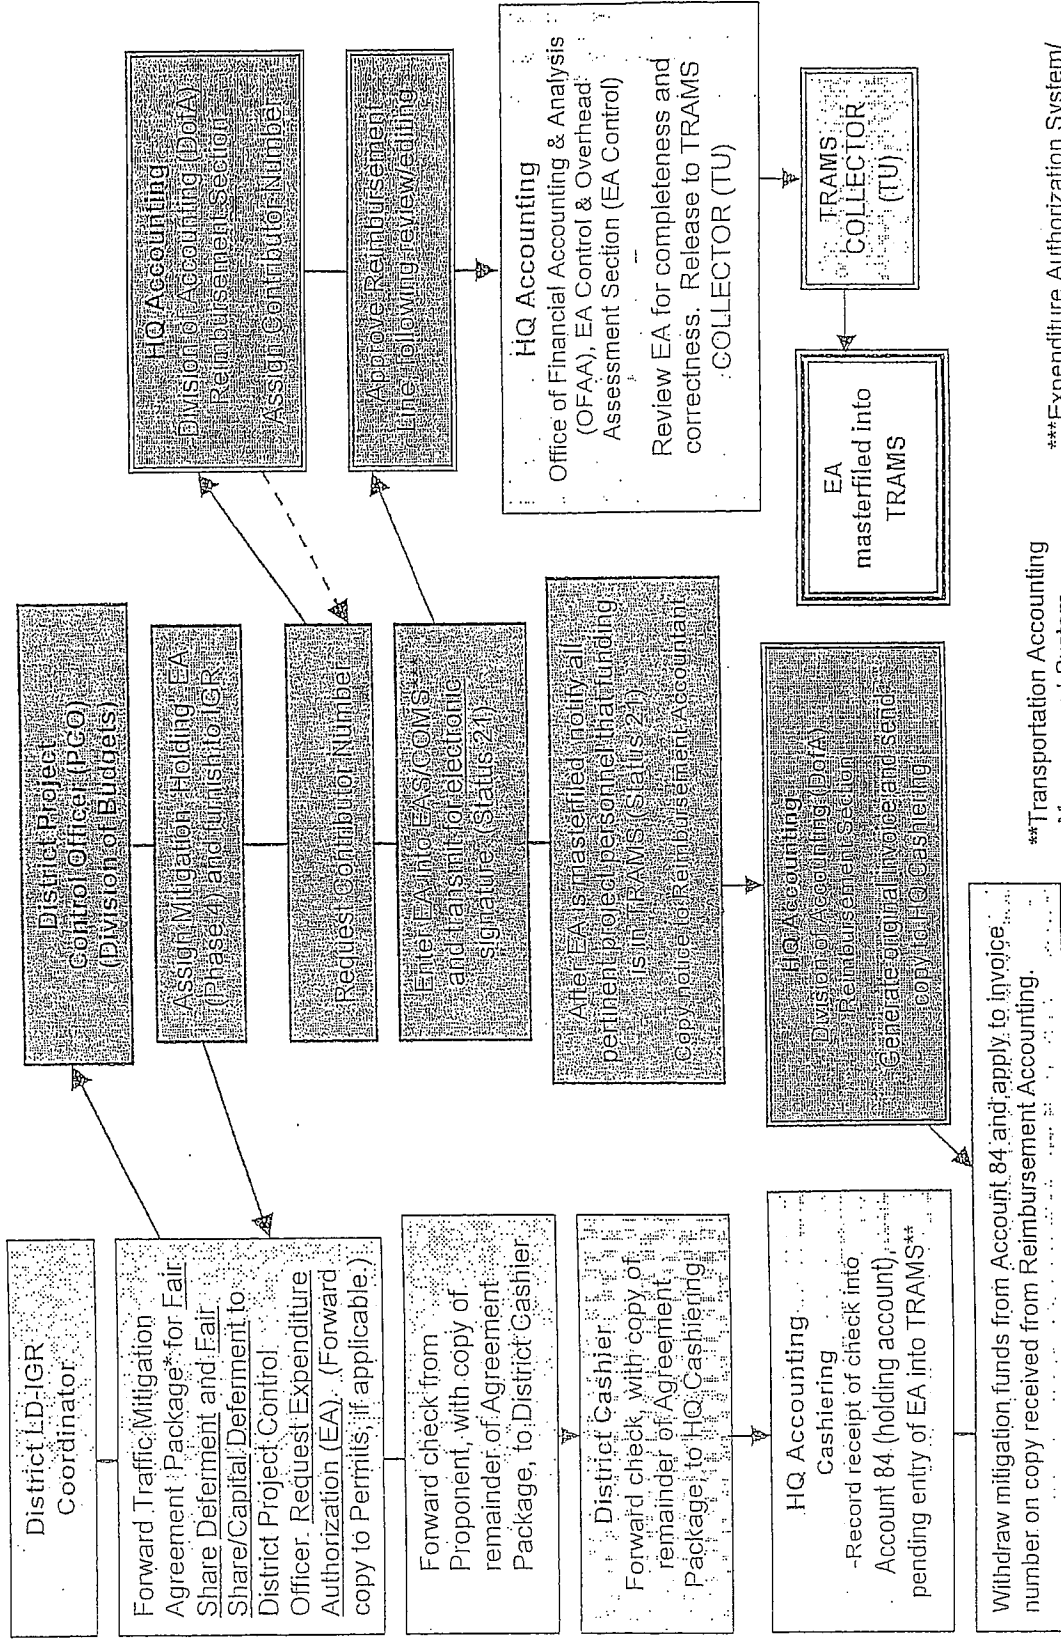 District LD-IGR
Coordinator
Forward Traffic Mitigation
Agreement Package* for Fair
Share Deferment and Fair
Share/Capital Deferment to
District Project Control
Officer. Request Expenditure
Authorization (EA). (Forward
copy to Permits, if applicable.)
Forward check from
Proponent, with copy of
remainder of Agreement
Package, to District Cashier
District Cashier
Forward check, with copy of
remainder of Agreement
Package, to HQ Cashiering
HQ Accounting
Cashiering
-Record receipt of check into
Account 84 (holding account),
pending entry of EA into TRAMS**
Withdraw mitigation funds from Account 84 and apply to invoice
number on copy received from Reimbursement Accounting.
District Project
Control Officer (PCO)
(Division of Budgets)
Assign Mitigation Holding EA
(Phase 4) and furnish to IGR
Request Contributor Number
Enter EA into EAS/COMS***
and transmit for electronic
signature (Status 21)
After EA is masterfiled notify all
pertinent project personnel that funding
is in TRAMS (Status 21)
Copy notice to Reimbursement Accountant
HQ Accounting
Division of Accounting (DofA)
Reimbursement Section
Generate original invoice and send
copy to HQ Cashiering
HQ Accounting
Division of Accounting (DofA)
Reimbursement Section
Assign Contributor Number
Approve Reimbursement
Line, following review/editing
HQ Accounting
Office of Financial Accounting & Analysis
(OFAA), EA Control & Overhead
Assessment Section (EA Control)
Review EA for completeness and
correctness. Release to TRAMS
COLLECTOR (TU)
TRAMS
COLLECTOR
(TU)
EA
masterfiled into
TRAMS
**Transportation Accounting
***Expenditure Authorization System/